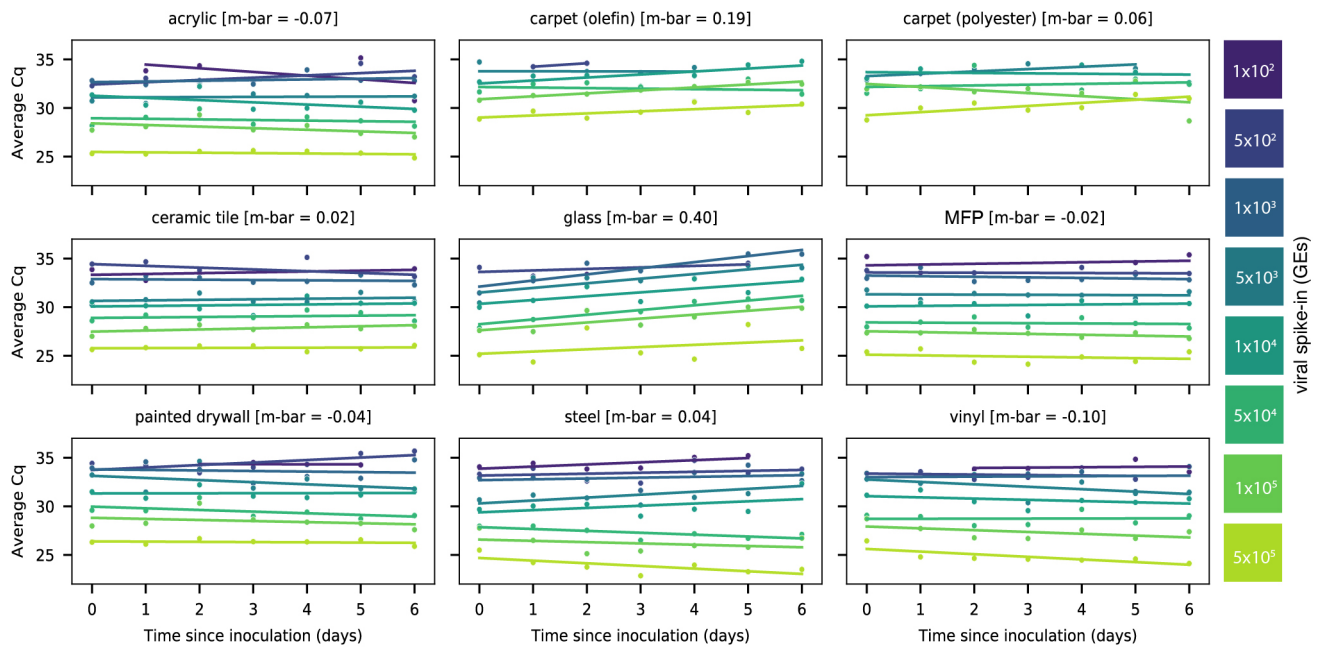 acrylic [m-bar = -0.07]
carpet (olefin) [m-bar = 0.19]
carpet (polyester) [m-bar = 0.06]
Average Cq
35
30
25
ceramic tile [m-bar = 0.02]
glass [m-bar = 0.40]
MFP [m-bar = -0.02]
Average Cq
35
30
25
painted drywall [m-bar = -0.04]
steel [m-bar = 0.04]
vinyl [m-bar = -0.10]
Average Cq
35
30
25
0 1 2 3 4 5 6
0 1 2 3 4 5 6
0 1 2 3 4 5 6
Time since inoculation (days)
Time since inoculation (days)
Time since inoculation (days)
1x10²
5x10²
1x10³
5x10³
1x10⁴
5x10⁴
1x10⁵
5x10⁵
viral spike-in (GEs)